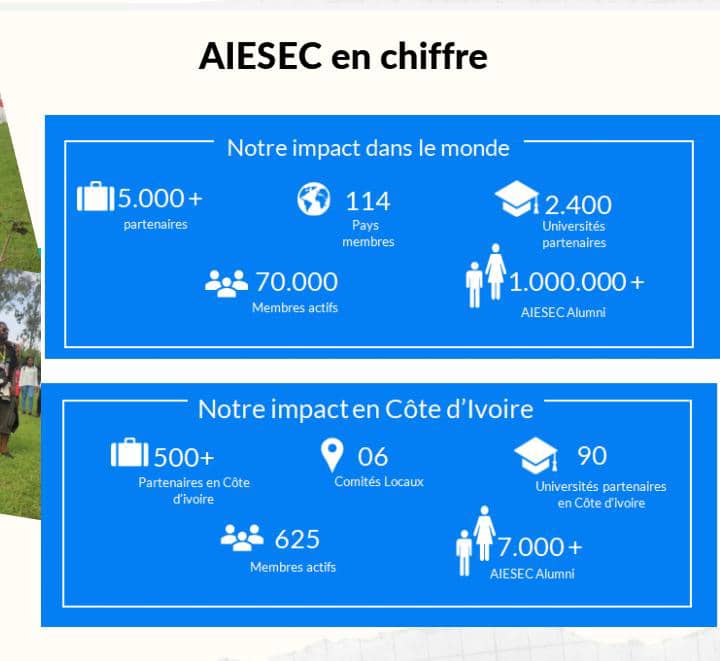 AIESEC en chiffre
Notre impact dans le monde
5.000+
partenaires
114
Pays
membres
2.400
Universités
partenaires
70.000
Membres actifs
1.000.000+
AIESEC Alumni
Notre impact en Côte d’Ivoire
500+
Partenaires en Côte
d'ivoire
06
Comités Locaux
90
Universités partenaires
en Côte d'Ivoire
625
Membres actifs
7.000+
AIESEC Alumni